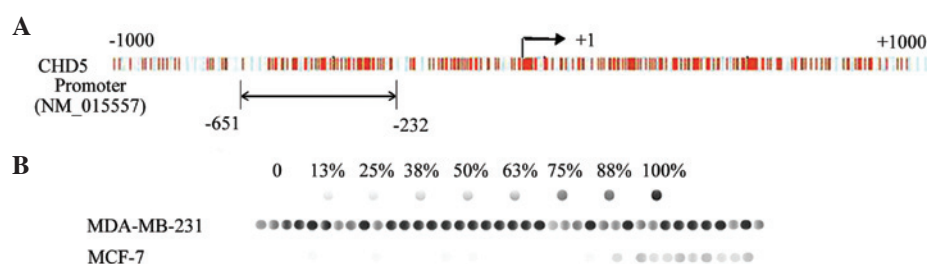 A
-1000 +1 +1000
CHD5
Promoter
(NM_015557)
-651 -232
B
0 13% 25% 38% 50% 63% 75% 88% 100%
MDA-MB-231
MCF-7